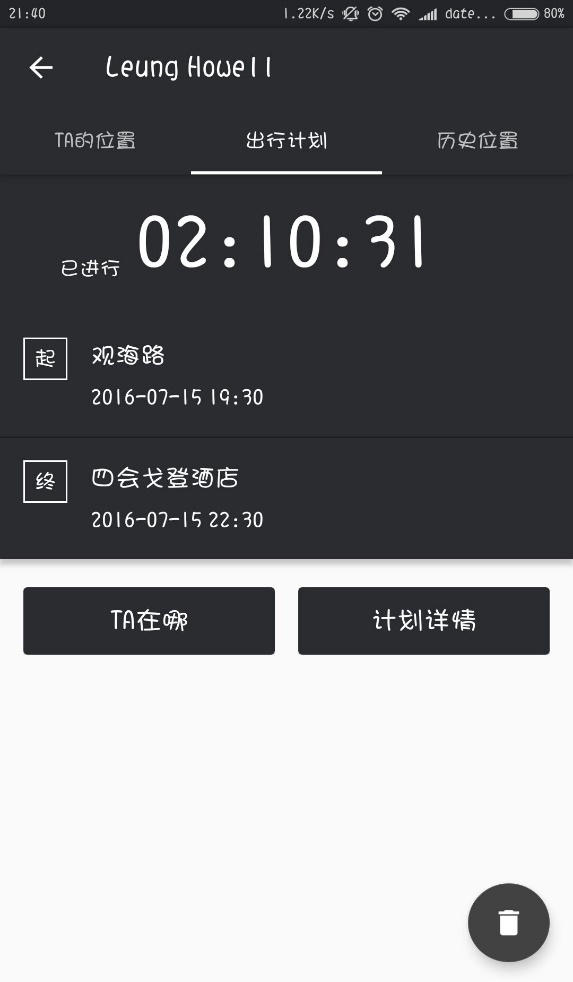 21:40 1.22K/s date... 80%
Leung Howell
TA的位置 出行计划 历史位置
已进行 02:10:31
起 观海路
2016-07-15 19:30
终 四会戈登酒店
2016-07-15 22:30
TA在哪 计划详情